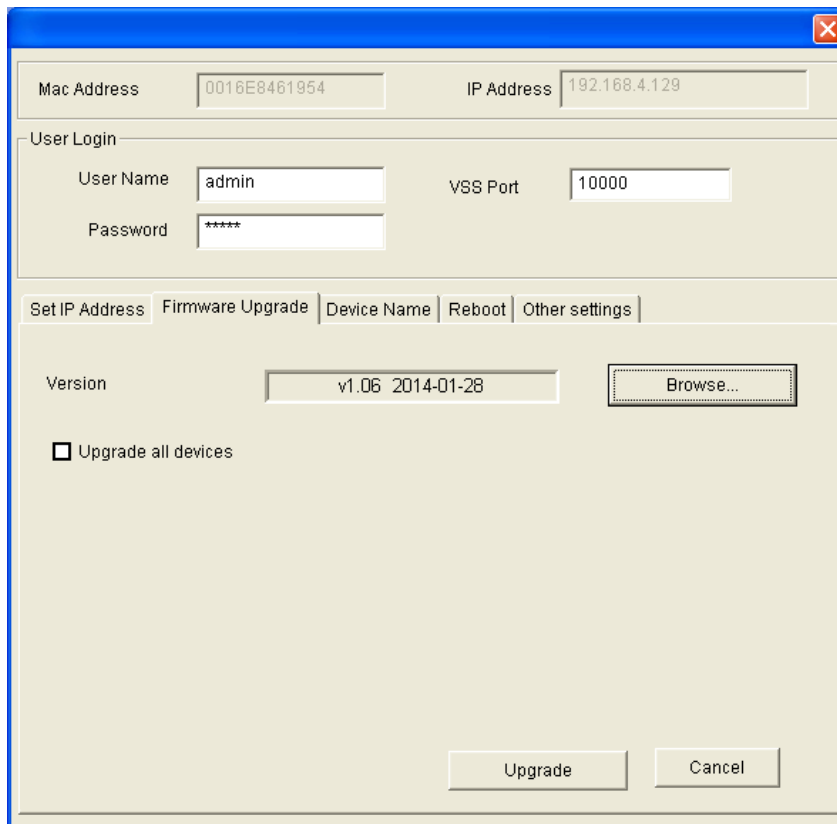 Mac Address 0016E8461954 IP Address 192.168.4.129
User Login
User Name admin VSS Port 10000
Password *****
Set IP Address Firmware Upgrade Device Name Reboot Other settings
Version v1.06 2014-01-28 Browse...
Upgrade all devices
Upgrade Cancel